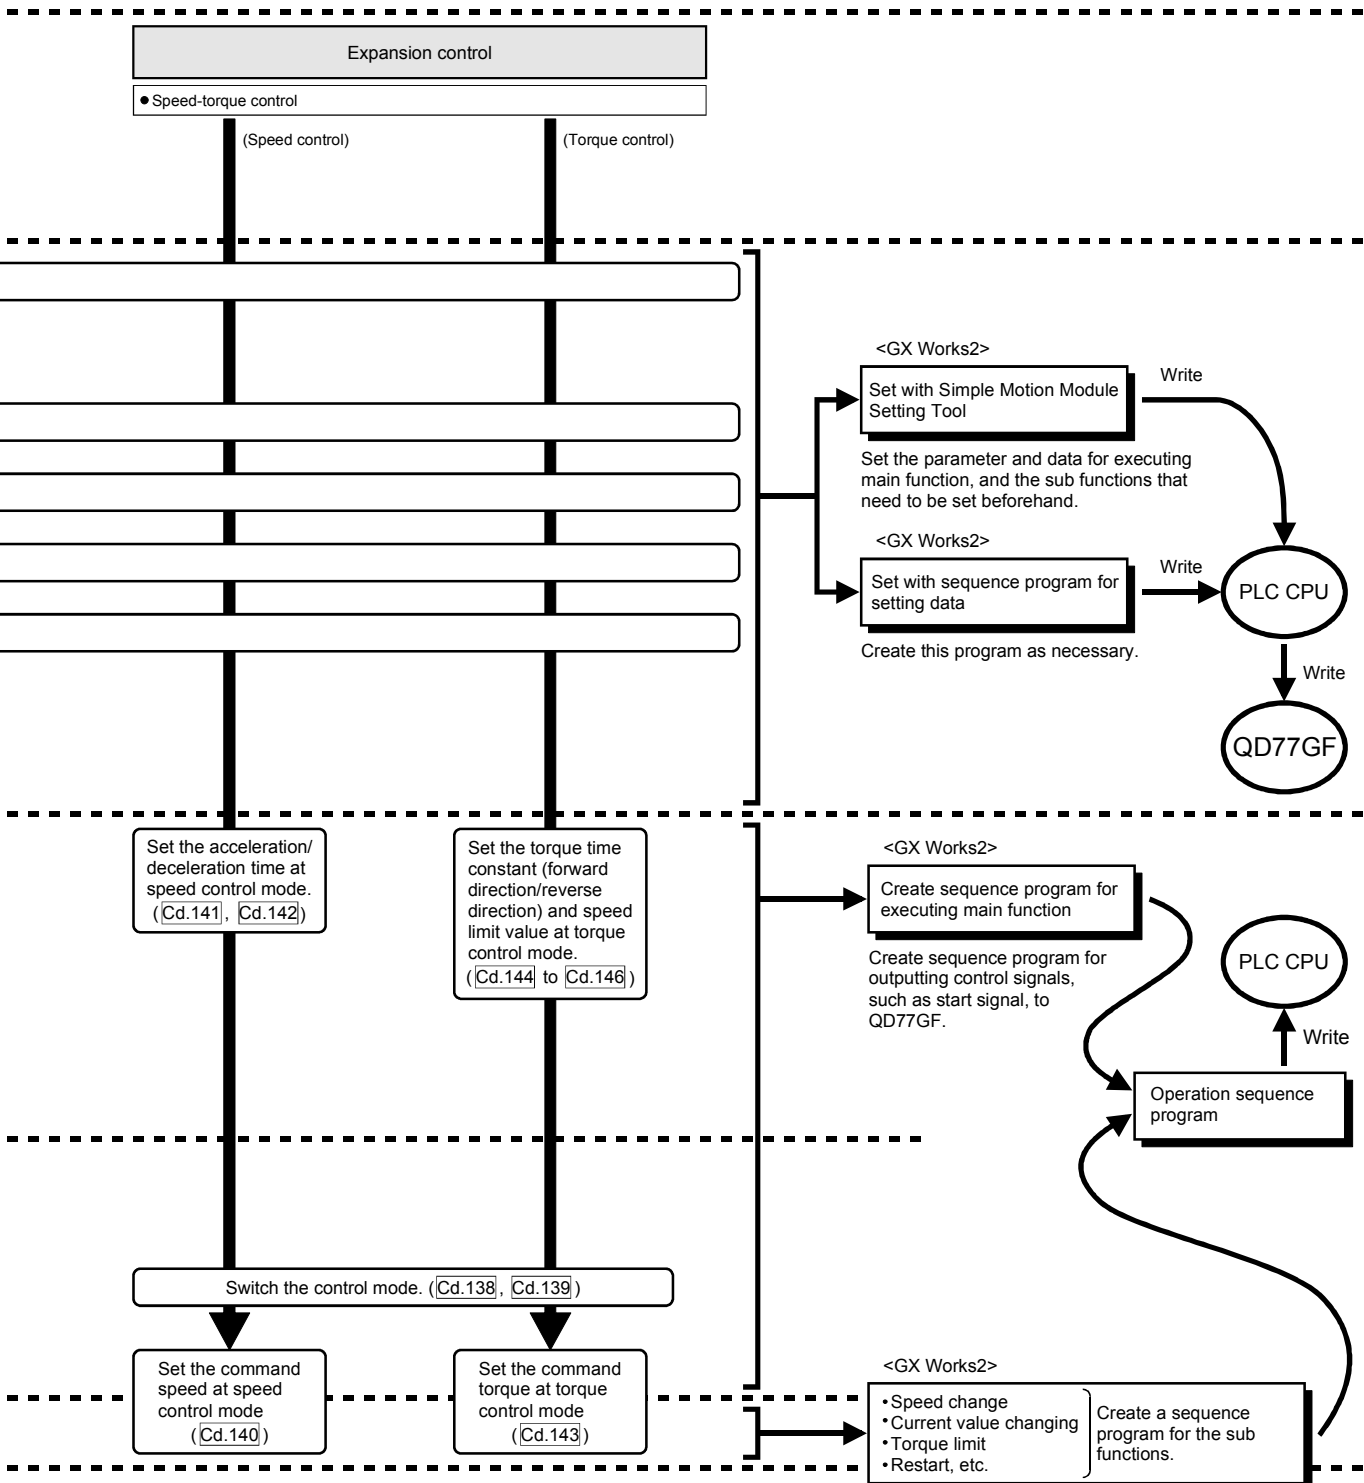 Expansion control
● Speed-torque control
(Speed control)
(Torque control)
<GX Works2>
Set with Simple Motion Module
Setting Tool
Write
Set the parameter and data for executing
main function, and the sub functions that
need to be set beforehand.
<GX Works2>
Set with sequence program for
setting data
Write
PLC CPU
Create this program as necessary.
Write
QD77GF
Set the acceleration/
deceleration time at
speed control mode.
(Cd.141, Cd.142)
Set the torque time
constant (forward
direction/reverse
direction) and speed
limit value at torque
control mode.
(Cd.144 to Cd.146)
<GX Works2>
Create sequence program for
executing main function
Create sequence program for
outputting control signals,
such as start signal, to
QD77GF.
PLC CPU
Write
Operation sequence
program
Switch the control mode. (Cd.138, Cd.139)
Set the command
speed at speed
control mode
(Cd.140)
Set the command
torque at torque
control mode
(Cd.143)
<GX Works2>
•Speed change
•Current value changing
•Torque limit
•Restart, etc.
Create a sequence
program for the sub
functions.